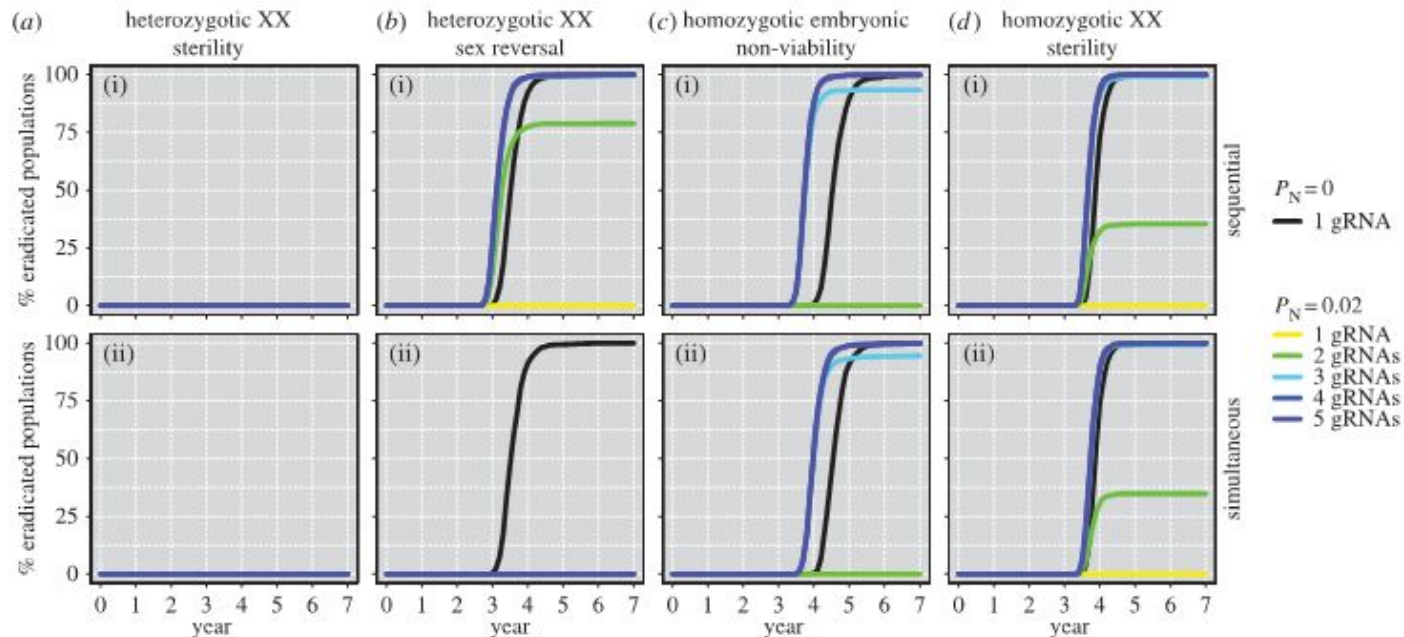 (a) heterozygotic XX sterility
(b) heterozygotic XX sex reversal
(c) homozygotic embryonic non-viability
(d) homozygotic XX sterility
% eradicated populations
100
75
50
25
0
(i)
(i)
(i)
(i)
sequential
% eradicated populations
100
75
50
25
0
(ii)
(ii)
(ii)
(ii)
simultaneous
0 1 2 3 4 5 6 7
0 1 2 3 4 5 6 7
0 1 2 3 4 5 6 7
0 1 2 3 4 5 6 7
year
year
year
year
P_N = 0
1 gRNA
P_N = 0.02
1 gRNA
2 gRNAs
3 gRNAs
4 gRNAs
5 gRNAs